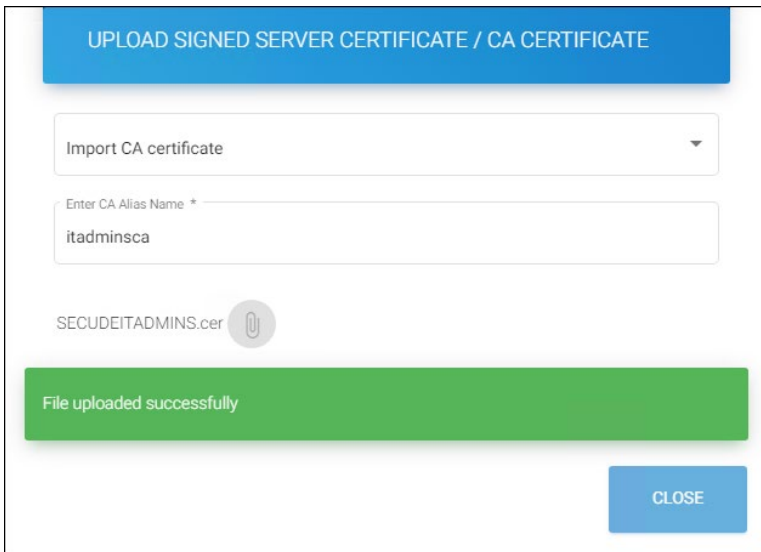 UPLOAD SIGNED SERVER CERTIFICATE / CA CERTIFICATE
Import CA certificate
Enter CA Alias Name *
itadminsca
SECUDEITADMINS.cer
File uploaded successfully
CLOSE